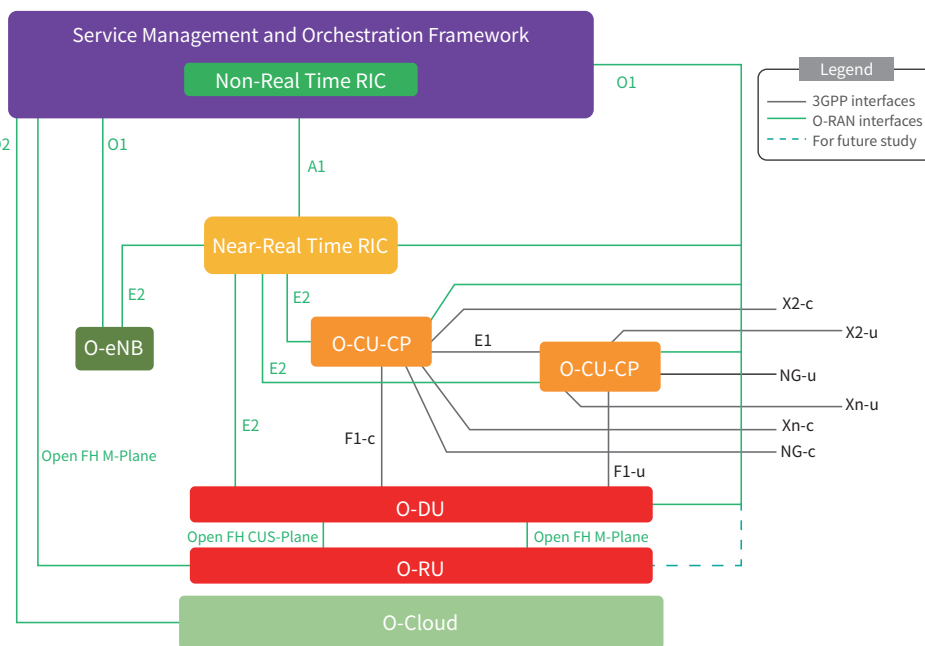 Service Management and Orchestration Framework
Non-Real Time RIC
O1
Legend
3GPP interfaces
O-RAN interfaces
For future study
O2
O1
A1
Near-Real Time RIC
E2
E2
X2-c
X2-u
O-eNB
O-CU-CP
E1
O-CU-CP
E2
NG-u
Xn-u
E2
Xn-c
F1-c
NG-c
Open FH M-Plane
F1-u
O-DU
Open FH CUS-Plane
Open FH M-Plane
O-RU
O-Cloud